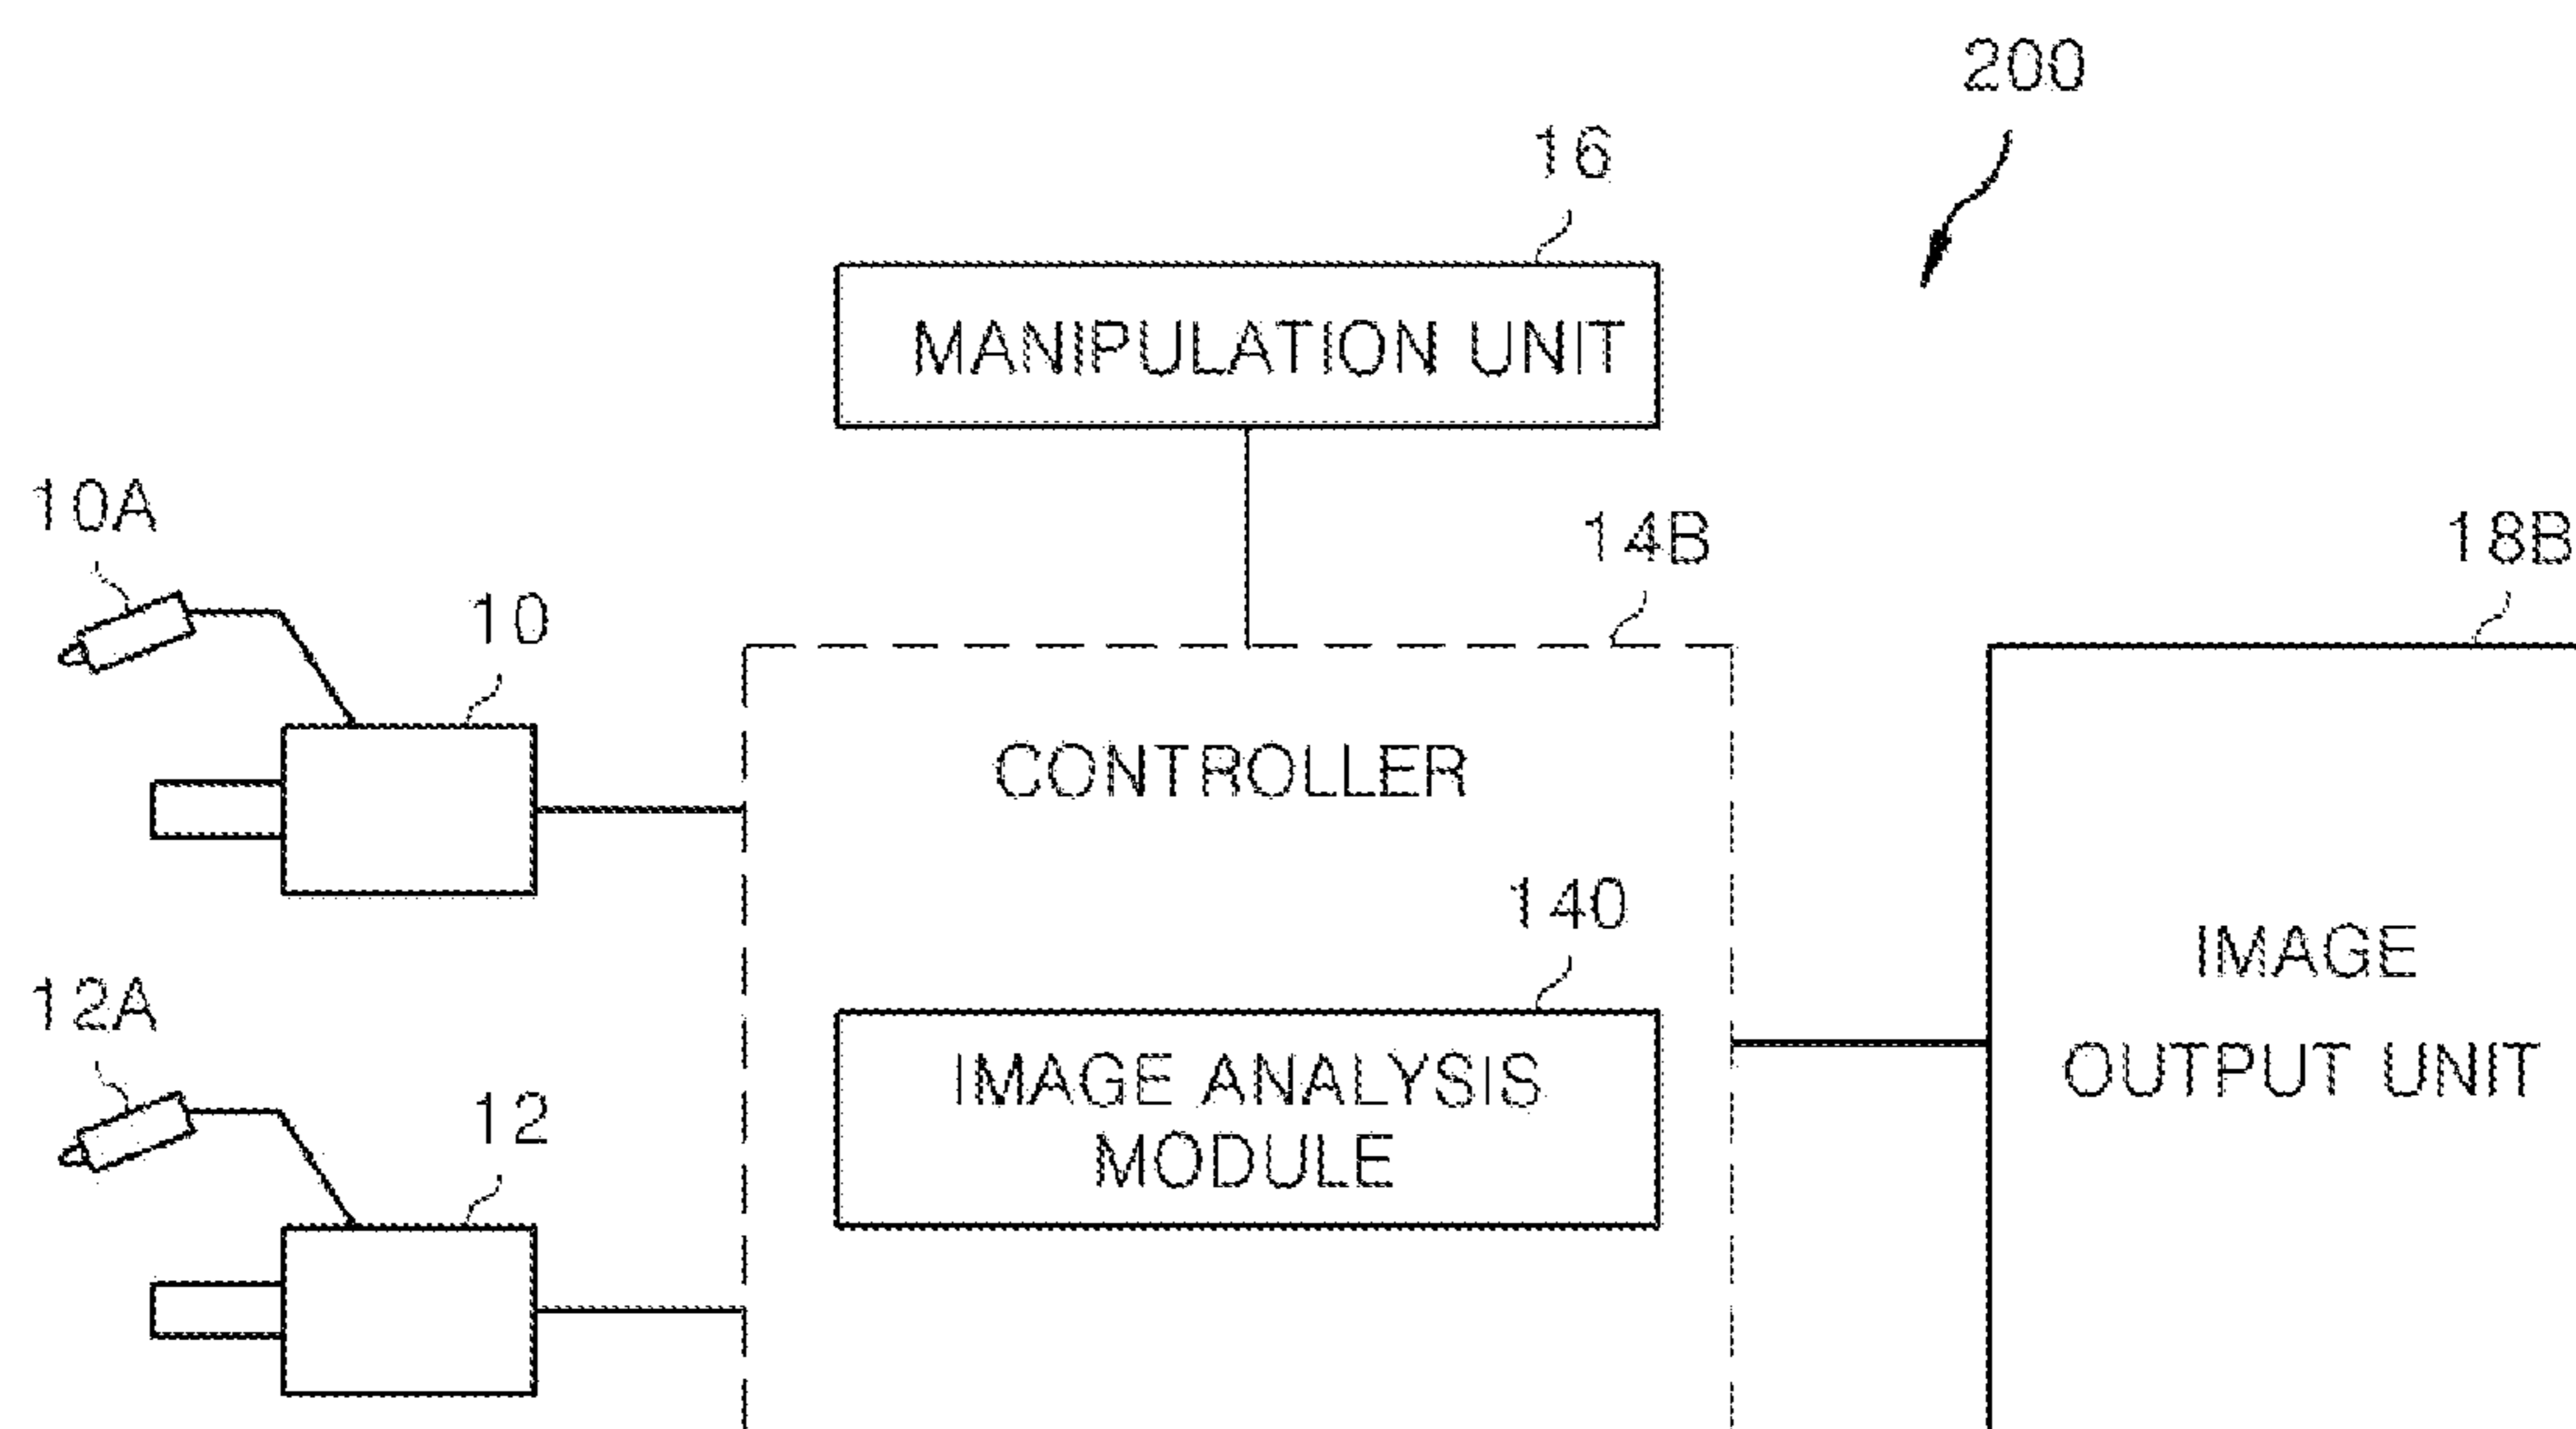 200
16
MANIPULATION UNIT
10A
14B
18B
10
CONTROLLER
140
IMAGE
OUTPUT UNIT
12A
IMAGE ANALYSIS
MODULE
12